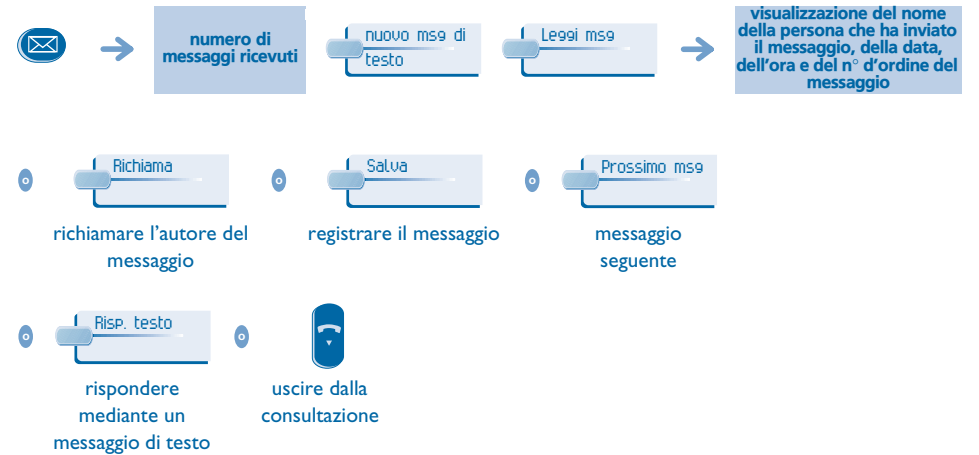 numero di
messaggi ricevuti
nuovo msg di
testo
Leggi msg
visualizzazione del nome
della persona che ha inviato
il messaggio, della data,
dell'ora e del n° d'ordine del
messaggio
o
Richiama
o
Salva
o
Prossimo msg
richiamare l'autore del
messaggio
registrare il messaggio
messaggio
seguente
o
Risp. testo
o
rispondere
mediante un
messaggio di testo
uscire dalla
consultazione